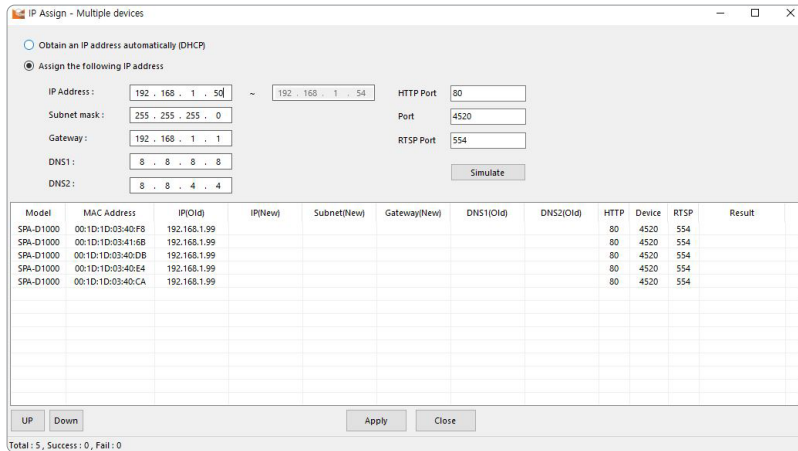 IP Assign - Multiple devices
Obtain an IP address automatically (DHCP)
Assign the following IP address
IP Address : 192 . 168 . 1 . 50 ~ 192 . 168 . 1 . 54 HTTP Port 80
Subnet mask : 255 . 255 . 255 . 0 Port 4520
Gateway : 192 . 168 . 1 . 1 RTSP Port 554
DNS1 : 8 . 8 . 8 . 8
Simulate
DNS2 : 8 . 8 . 4 . 4
Model MAC Address IP(Old) IP(New) Subnet(New) Gateway(New) DNS1(Old) DNS2(Old) HTTP Device RTSP Result
SPA-D1000 00:1D:1D:03:40:F8 192.168.1.99 80 4520 554
SPA-D1000 00:1D:1D:03:41:6B 192.168.1.99 80 4520 554
SPA-D1000 00:1D:1D:03:40:DB 192.168.1.99 80 4520 554
SPA-D1000 00:1D:1D:03:40:E4 192.168.1.99 80 4520 554
SPA-D1000 00:1D:1D:03:40:CA 192.168.1.99 80 4520 554
UP Down Apply Close
Total : 5 , Success : 0 , Fail : 0